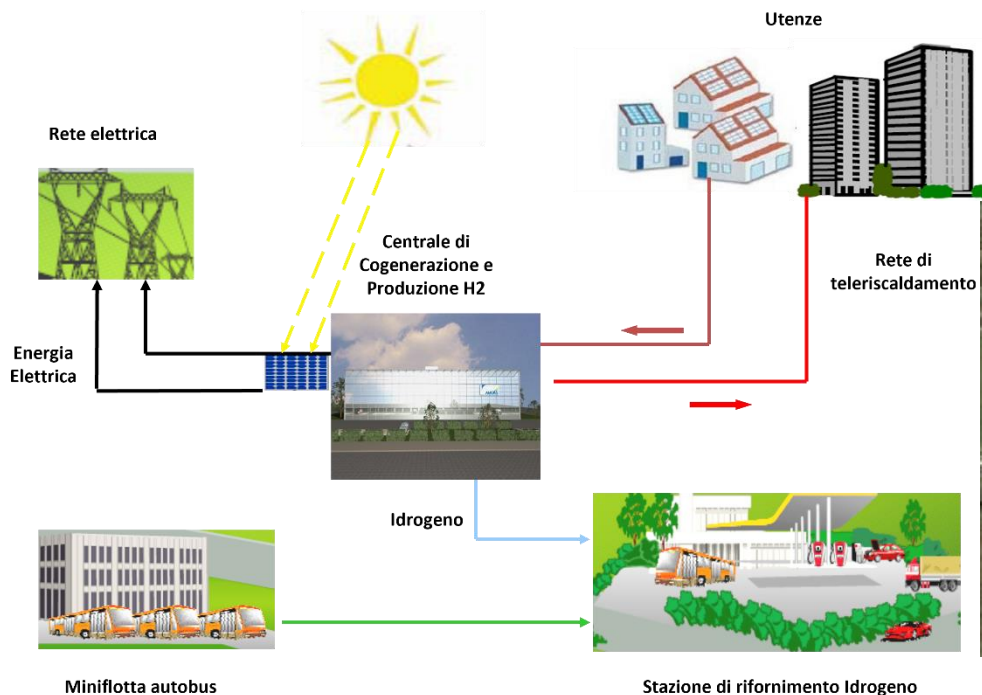 Utenze
Rete elettrica
Centrale di
Cogenerazione e
Produzione H2
Rete di
teleriscaldamento
Energia
Elettrica
Idrogeno
Miniflotta autobus
Stazione di rifornimento Idrogeno